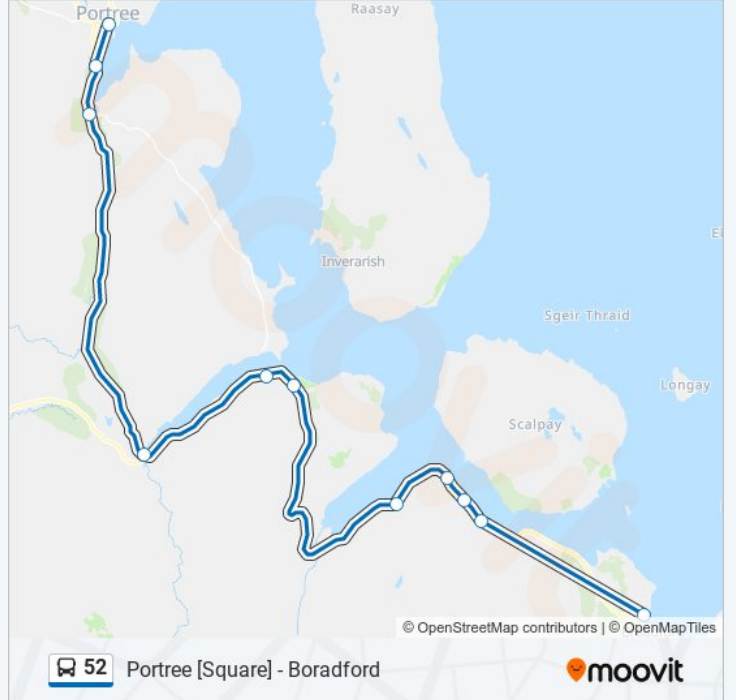 Portree
Raasay
Inverarish
Sgeir Thraid
Longay
Scalpay
© OpenStreetMap contributors | © OpenMapTiles
52 Portree [Square] - Boradford
moovit